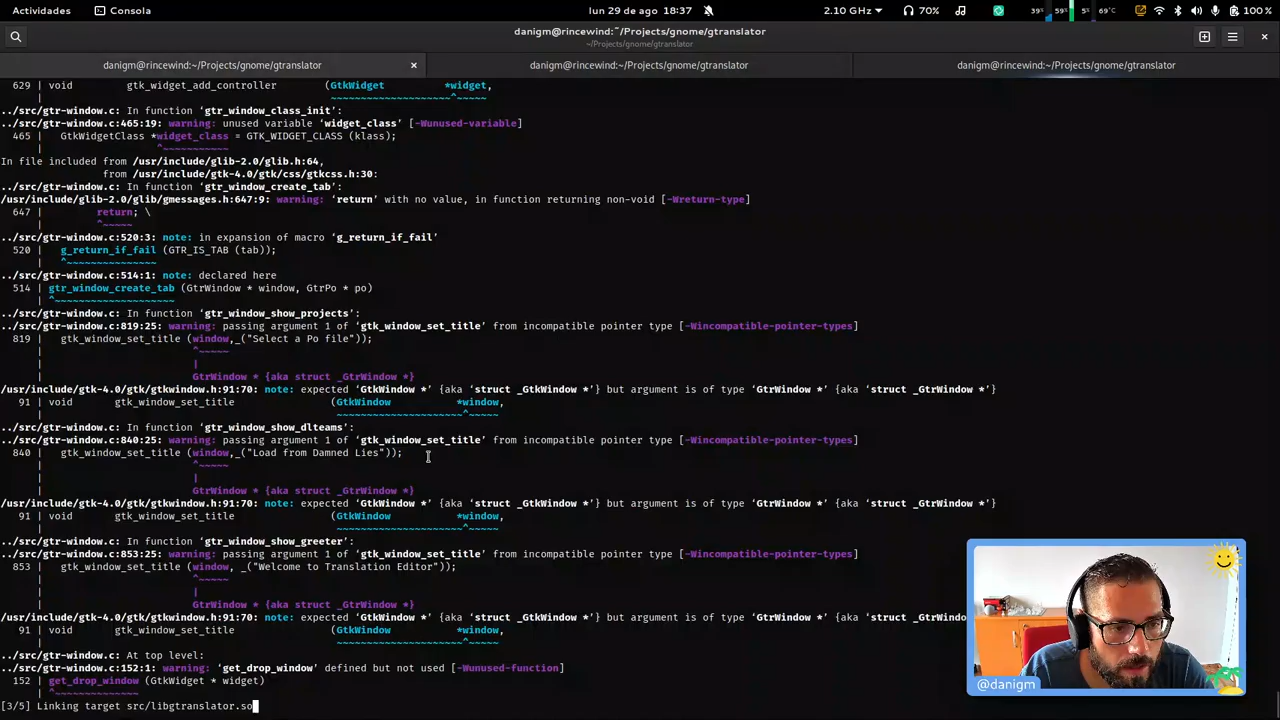 Actividades
Consola
lun 29 de ago 18:37
2.10 GHz
70%
39%
59%
5%
69°C
100 %
danigm@rincewind:~/Projects/gnome/gtranslator
~/Projects/gnome/gtranslator
danigm@rincewind:~/Projects/gnome/gtranslator
danigm@rincewind:~/Projects/gnome/gtranslator
danigm@rincewind:~/Projects/gnome/gtranslator
629 | void     gtk_widget_add_controller       (GtkWidget          *widget,
    |                                           ~~~~~~~~~~~~~~~~~~~^~~~~~
../src/gtr-window.c: In function ‘gtr_window_class_init’:
../src/gtr-window.c:465:19: warning: unused variable ‘widget_class’ [-Wunused-variable]
465 |   GtkWidgetClass *widget_class = GTK_WIDGET_CLASS (klass);
    |                   ^~~~~~~~~~~~
In file included from /usr/include/glib-2.0/glib.h:64,
                 from /usr/include/gtk-4.0/gtk/css/gtkcss.h:30:
../src/gtr-window.c: In function ‘gtr_window_create_tab’:
/usr/include/glib-2.0/glib/gmessages.h:647:9: warning: ‘return’ with no value, in function returning non-void [-Wreturn-type]
647 |         return; \
    |         ^~~~~~
../src/gtr-window.c:520:3: note: in expansion of macro ‘g_return_if_fail’
520 |   g_return_if_fail (GTR_IS_TAB (tab));
    |   ^~~~~~~~~~~~~~~~
../src/gtr-window.c:514:1: note: declared here
514 | gtr_window_create_tab (GtrWindow * window, GtrPo * po)
    | ^~~~~~~~~~~~~~~~~~~~~
../src/gtr-window.c: In function ‘gtr_window_show_projects’:
../src/gtr-window.c:819:25: warning: passing argument 1 of ‘gtk_window_set_title’ from incompatible pointer type [-Wincompatible-pointer-types]
819 |   gtk_window_set_title (window,_("Select a Po file"));
    |                         ^~~~~~
    |                         |
    |                         GtrWindow * {aka struct _GtrWindow *}
/usr/include/gtk-4.0/gtk/gtkwindow.h:91:70: note: expected ‘GtkWindow *’ {aka ‘struct _GtkWindow *’} but argument is of type ‘GtrWindow *’ {aka ‘struct _GtrWindow *’}
91 | void       gtk_window_set_title                (GtkWindow           *window,
    |                                                 ~~~~~~~~~~~~~~~~~~~~^~~~~~
../src/gtr-window.c: In function ‘gtr_window_show_dlteams’:
../src/gtr-window.c:840:25: warning: passing argument 1 of ‘gtk_window_set_title’ from incompatible pointer type [-Wincompatible-pointer-types]
840 |   gtk_window_set_title (window,_("Load from Damned Lies"));
    |                         ^~~~~~
    |                         |
    |                         GtrWindow * {aka struct _GtrWindow *}
/usr/include/gtk-4.0/gtk/gtkwindow.h:91:70: note: expected ‘GtkWindow *’ {aka ‘struct _GtkWindow *’} but argument is of type ‘GtrWindow *’ {aka ‘struct _GtrWindow *’}
91 | void       gtk_window_set_title                (GtkWindow           *window,
    |                                                 ~~~~~~~~~~~~~~~~~~~~^~~~~~
../src/gtr-window.c: In function ‘gtr_window_show_greeter’:
../src/gtr-window.c:853:25: warning: passing argument 1 of ‘gtk_window_set_title’ from incompatible pointer type [-Wincompatible-pointer-types]
853 |   gtk_window_set_title (window, _("Welcome to Translation Editor"));
    |                         ^~~~~~
    |                         |
    |                         GtrWindow * {aka struct _GtrWindow *}
/usr/include/gtk-4.0/gtk/gtkwindow.h:91:70: note: expected ‘GtkWindow *’ {aka ‘struct _GtkWindow *’} but argument is of type ‘GtrWindow *’ {aka ‘struct _GtrWindo
91 | void       gtk_window_set_title                (GtkWindow           *window,
    |                                                 ~~~~~~~~~~~~~~~~~~~~^~~~~~
../src/gtr-window.c: At top level:
../src/gtr-window.c:152:1: warning: ‘get_drop_window’ defined but not used [-Wunused-function]
152 | get_drop_window (GtkWidget * widget)
    | ^~~~~~~~~~~~~~~
[3/5] Linking target src/libgtranslator.so
@danigm